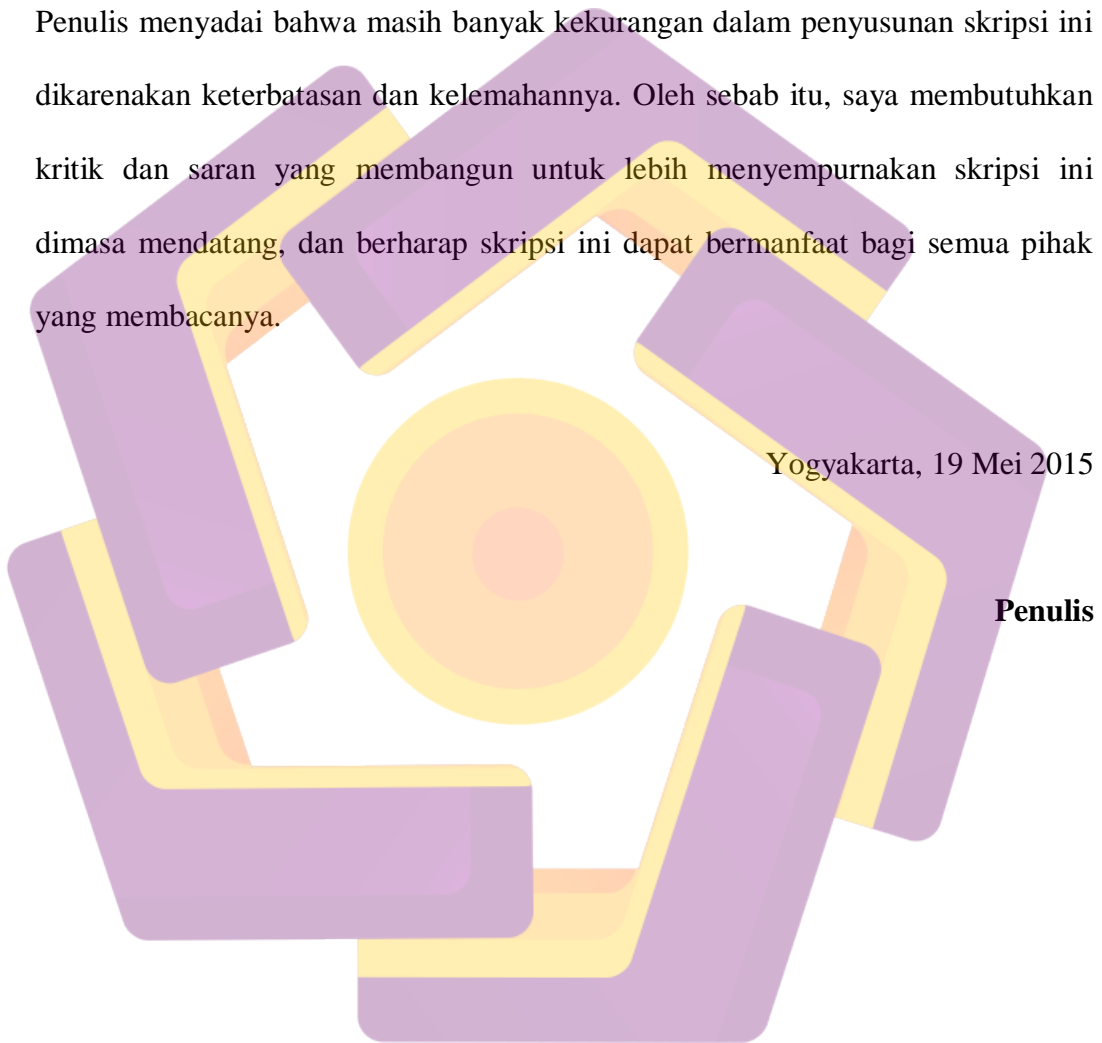 Penulis menyadai bahwa masih banyak kekurangan dalam penyusunan skripsi ini
dikarenakan keterbatasan dan kelemahannya. Oleh sebab itu, saya membutuhkan
kritik dan saran yang membangun untuk lebih menyempurnakan skripsi ini
dimasa mendatang, dan berharap skripsi ini dapat bermanfaat bagi semua pihak
yang membacanya.
Yogyakarta, 19 Mei 2015
Penulis